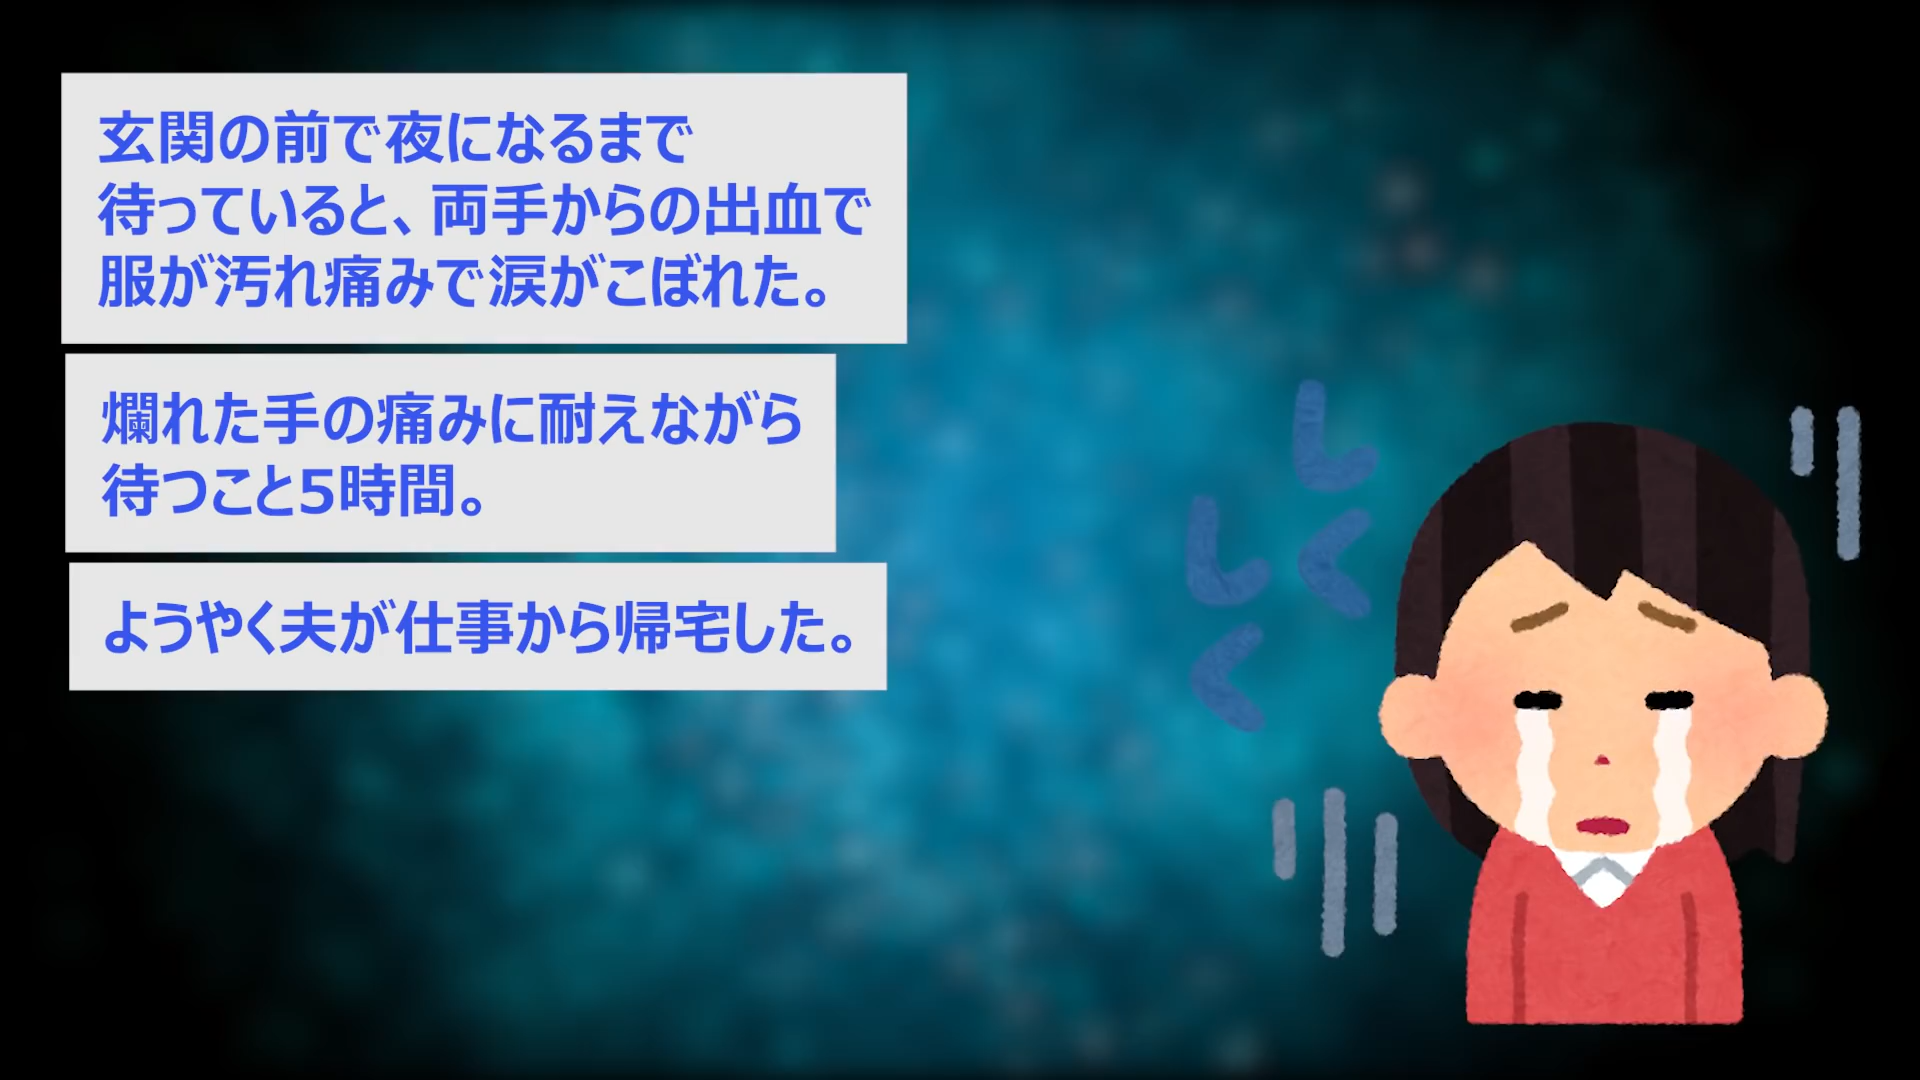 玄関の前で夜になるまで
待っていると、両手からの出血で
服が汚れ痛みで涙がこぼれた。
爛れた手の痛みに耐えながら
待つこと5時間。
ようやく夫が仕事から帰宅した。
しく
しく